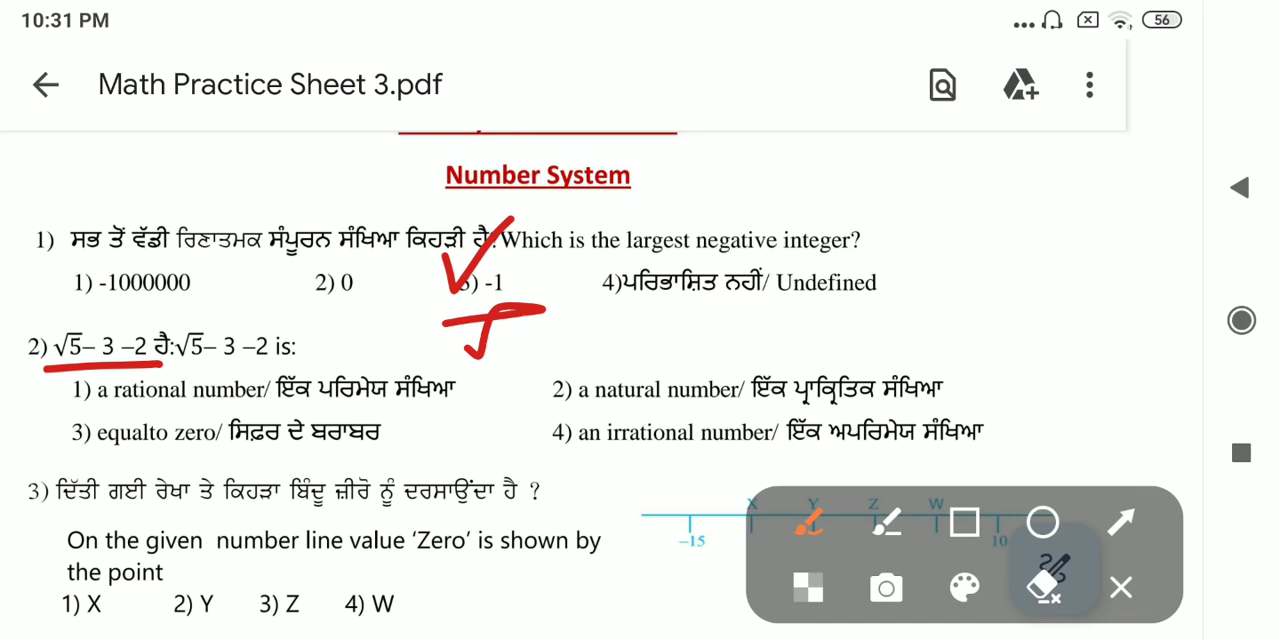 10:31 PM
56
Math Practice Sheet 3.pdf
Number System
1) ਸਭ ਤੋਂ ਵੱਡੀ ਰਿਣਾਤਮਕ ਸੰਪੂਰਨ ਸੰਖਿਆ ਕਿਹੜੀ ਹੈ? Which is the largest negative integer?
1) -1000000 2) 0 3) -1 4)ਪਰਿਭਾਸ਼ਿਤ ਨਹੀਂ/ Undefined
2) √5– 3 –2 ਹੈ:√5– 3 –2 is:
1) a rational number/ ਇੱਕ ਪਰਿਮੇਯ ਸੰਖਿਆ 2) a natural number/ ਇੱਕ ਪ੍ਰਾਕ੍ਰਿਤਿਕ ਸੰਖਿਆ
3) equalto zero/ ਸਿਫ਼ਰ ਦੇ ਬਰਾਬਰ 4) an irrational number/ ਇੱਕ ਅਪਰਿਮੇਯ ਸੰਖਿਆ
3) ਦਿੱਤੀ ਗਈ ਰੇਖਾ ਤੇ ਕਿਹੜਾ ਬਿੰਦੂ ਜ਼ੀਰੋ ਨੂੰ ਦਰਸਾਉਂਦਾ ਹੈ ?
X Y Z W
–15 10
On the given number line value ‘Zero’ is shown by
the point
1) X 2) Y 3) Z 4) W